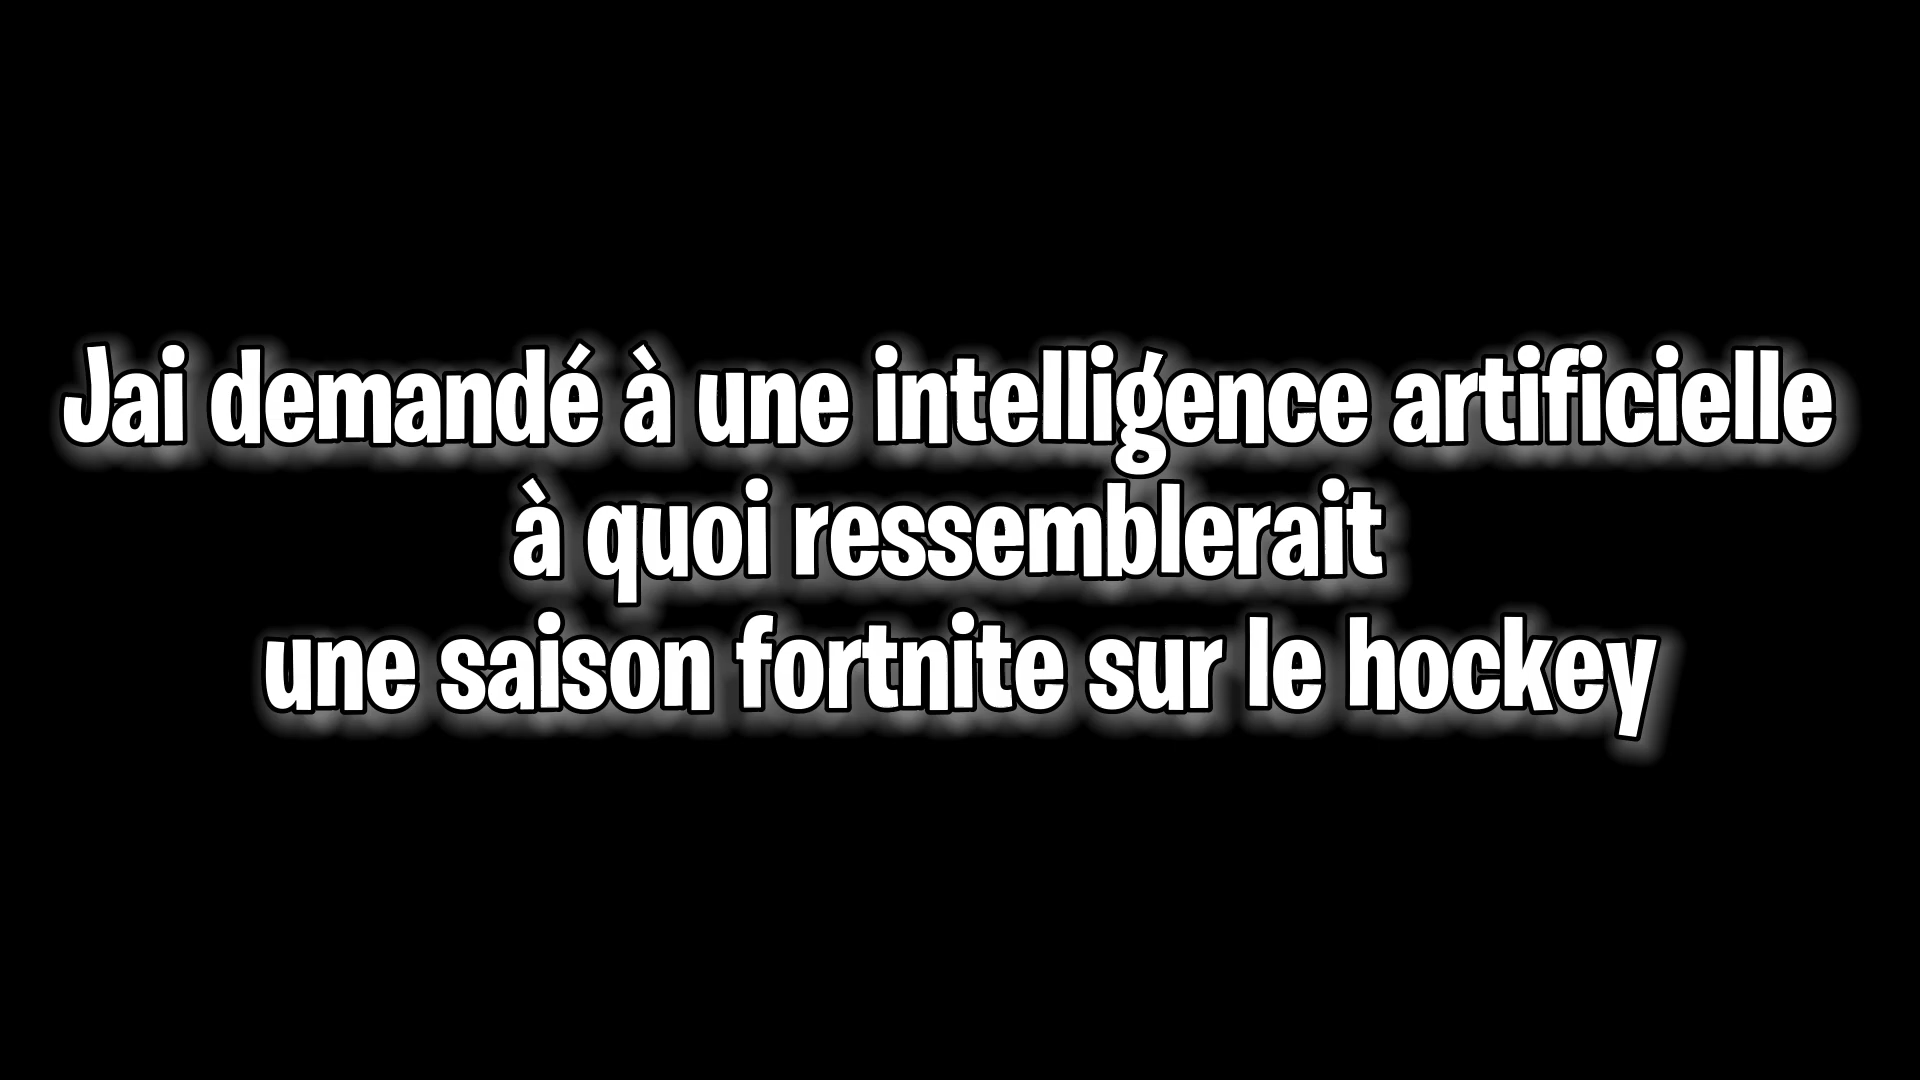 Jai demandé à une intelligence artificielle
à quoi ressemblerait
une saison fortnite sur le hockey